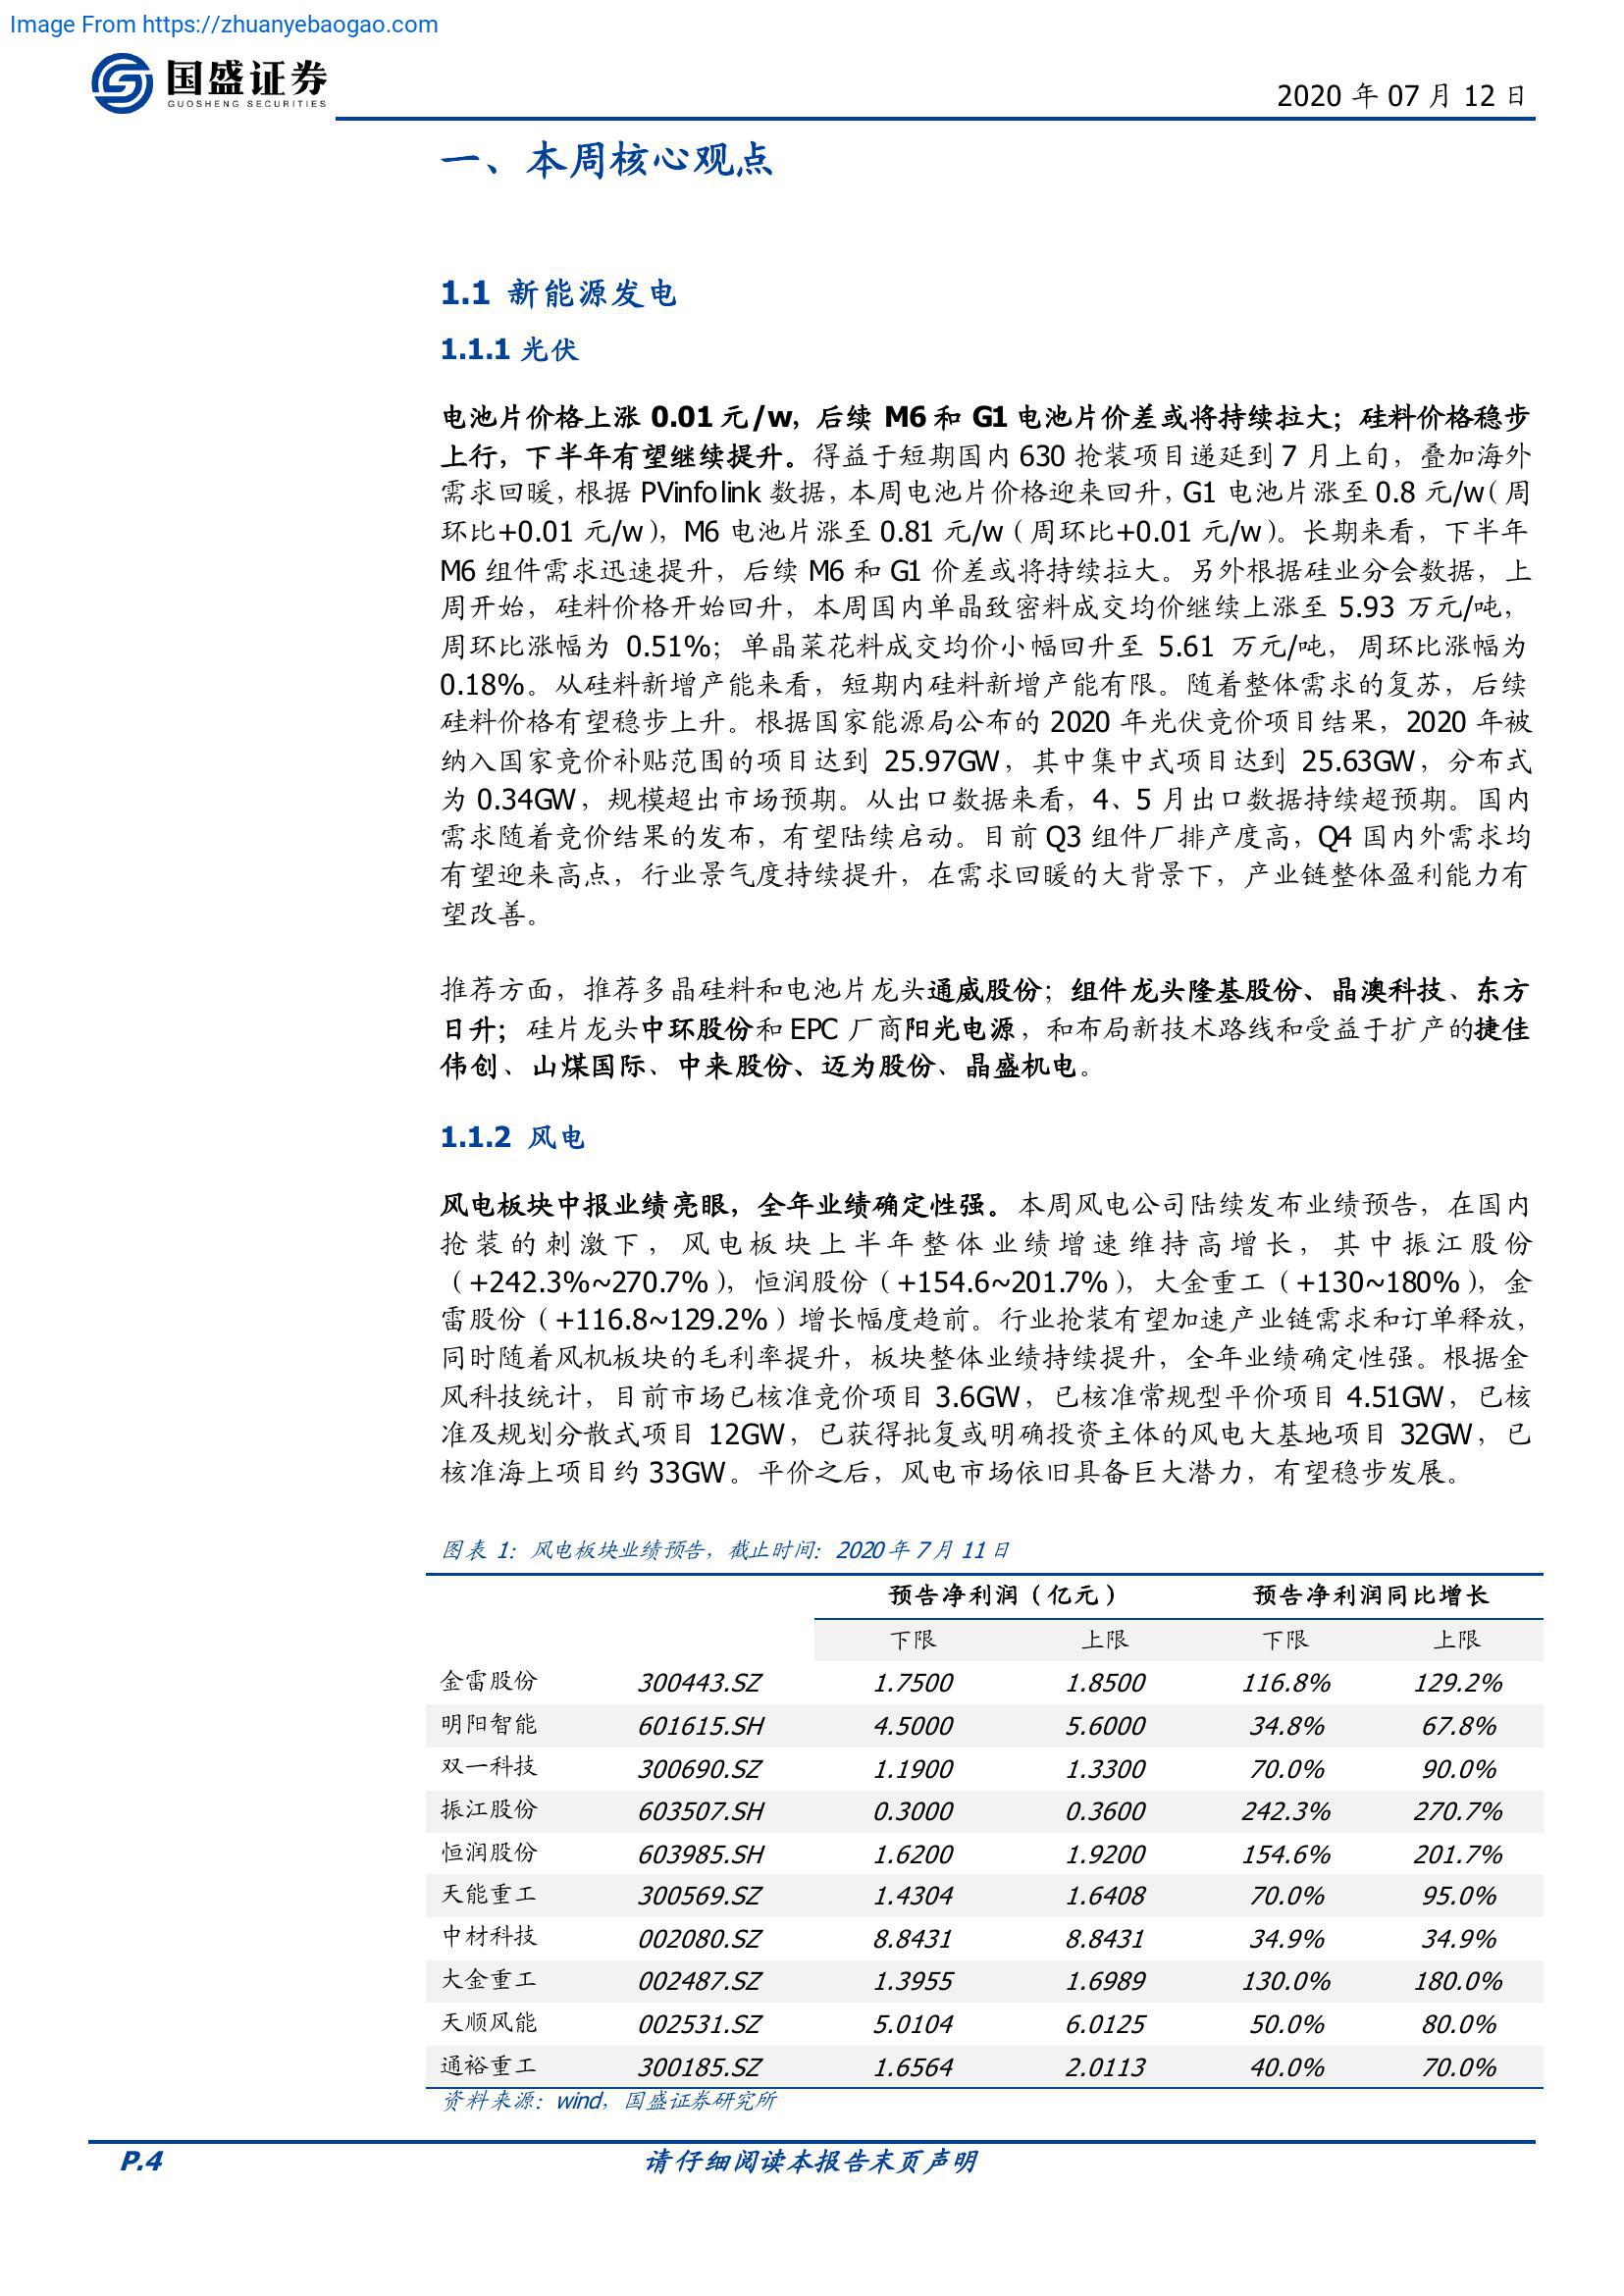 Image From https://zhuanyebaogao.com
国盛证券
GUOSHENG SECURITIES
2020 年 07 月 12 日
一、本周核心观点
1.1 新能源发电
1.1.1 光伏
电池片价格上涨 0.01 元/w，后续 M6 和 G1 电池片价差或将持续拉大；硅料价格稳步
上行，下半年有望继续提升。得益于短期国内 630 抢装项目递延到 7 月上旬，叠加海外
需求回暖，根据 PVinfolink 数据，本周电池片价格迎来回升，G1 电池片涨至 0.8 元/w（周
环比+0.01 元/w），M6 电池片涨至 0.81 元/w（周环比+0.01 元/w）。长期来看，下半年
M6 组件需求迅速提升，后续 M6 和 G1 价差或将持续拉大。另外根据硅业分会数据，上
周开始，硅料价格开始回升，本周国内单晶致密料成交均价继续上涨至 5.93 万元/吨，
周环比涨幅为 0.51%；单晶菜花料成交均价小幅回升至 5.61 万元/吨，周环比涨幅为
0.18%。从硅料新增产能来看，短期内硅料新增产能有限。随着整体需求的复苏，后续
硅料价格有望稳步上升。根据国家能源局公布的 2020 年光伏竞价项目结果，2020 年被
纳入国家竞价补贴范围的项目达到 25.97GW，其中集中式项目达到 25.63GW，分布式
为 0.34GW，规模超出市场预期。从出口数据来看，4、5 月出口数据持续超预期。国内
需求随着竞价结果的发布，有望陆续启动。目前 Q3 组件厂排产度高，Q4 国内外需求均
有望迎来高点，行业景气度持续提升，在需求回暖的大背景下，产业链整体盈利能力有
望改善。
推荐方面，推荐多晶硅料和电池片龙头通威股份；组件龙头隆基股份、晶澳科技、东方
日升；硅片龙头中环股份和 EPC 厂商阳光电源，和布局新技术路线和受益于扩产的捷佳
伟创、山煤国际、中来股份、迈为股份、晶盛机电。
1.1.2 风电
风电板块中报业绩亮眼，全年业绩确定性强。本周风电公司陆续发布业绩预告，在国内
抢装的刺激下，风电板块上半年整体业绩增速维持高增长，其中振江股份
（+242.3%~270.7%），恒润股份（+154.6~201.7%），大金重工（+130~180%），金
雷股份（+116.8~129.2%）增长幅度趋前。行业抢装有望加速产业链需求和订单释放，
同时随着风机板块的毛利率提升，板块整体业绩持续提升，全年业绩确定性强。根据金
风科技统计，目前市场已核准竞价项目 3.6GW，已核准常规型平价项目 4.51GW，已核
准及规划分散式项目 12GW，已获得批复或明确投资主体的风电大基地项目 32GW，已
核准海上项目约 33GW。平价之后，风电市场依旧具备巨大潜力，有望稳步发展。
图表 1：风电板块业绩预告，截止时间：2020 年 7 月 11 日
预告净利润（亿元） 预告净利润同比增长
下限 上限 下限 上限
金雷股份 300443.SZ 1.7500 1.8500 116.8% 129.2%
明阳智能 601615.SH 4.5000 5.6000 34.8% 67.8%
双一科技 300690.SZ 1.1900 1.3300 70.0% 90.0%
振江股份 603507.SH 0.3000 0.3600 242.3% 270.7%
恒润股份 603985.SH 1.6200 1.9200 154.6% 201.7%
天能重工 300569.SZ 1.4304 1.6408 70.0% 95.0%
中材科技 002080.SZ 8.8431 8.8431 34.9% 34.9%
大金重工 002487.SZ 1.3955 1.6989 130.0% 180.0%
天顺风能 002531.SZ 5.0104 6.0125 50.0% 80.0%
通裕重工 300185.SZ 1.6564 2.0113 40.0% 70.0%
资料来源：wind，国盛证券研究所
P.4 请仔细阅读本报告末页声明